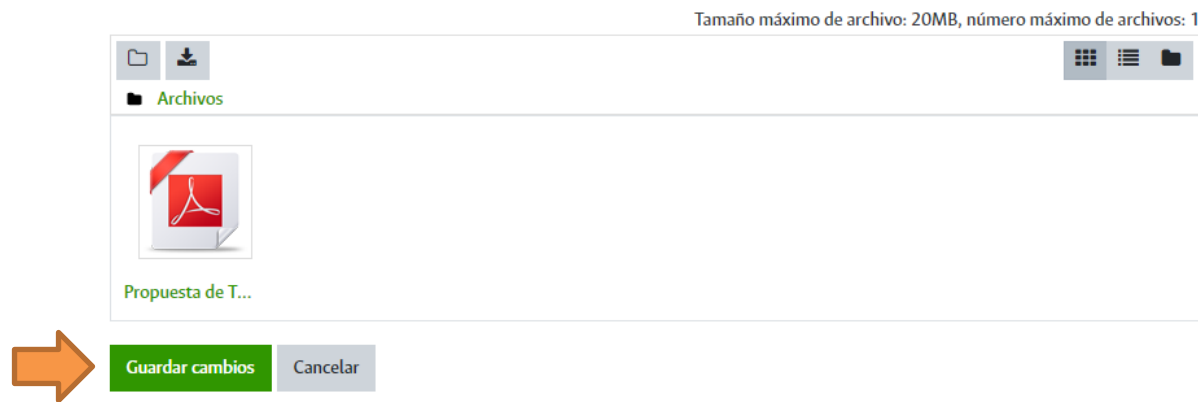 Tamaño máximo de archivo: 20MB, número máximo de archivos: 1
Archivos
Propuesta de T...
Guardar cambios Cancelar